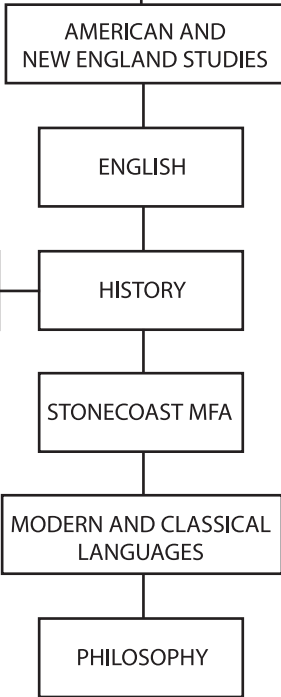 AMERICAN AND
NEW ENGLAND STUDIES
ENGLISH
HISTORY
STONECOAST MFA
MODERN AND CLASSICAL
LANGUAGES
PHILOSOPHY